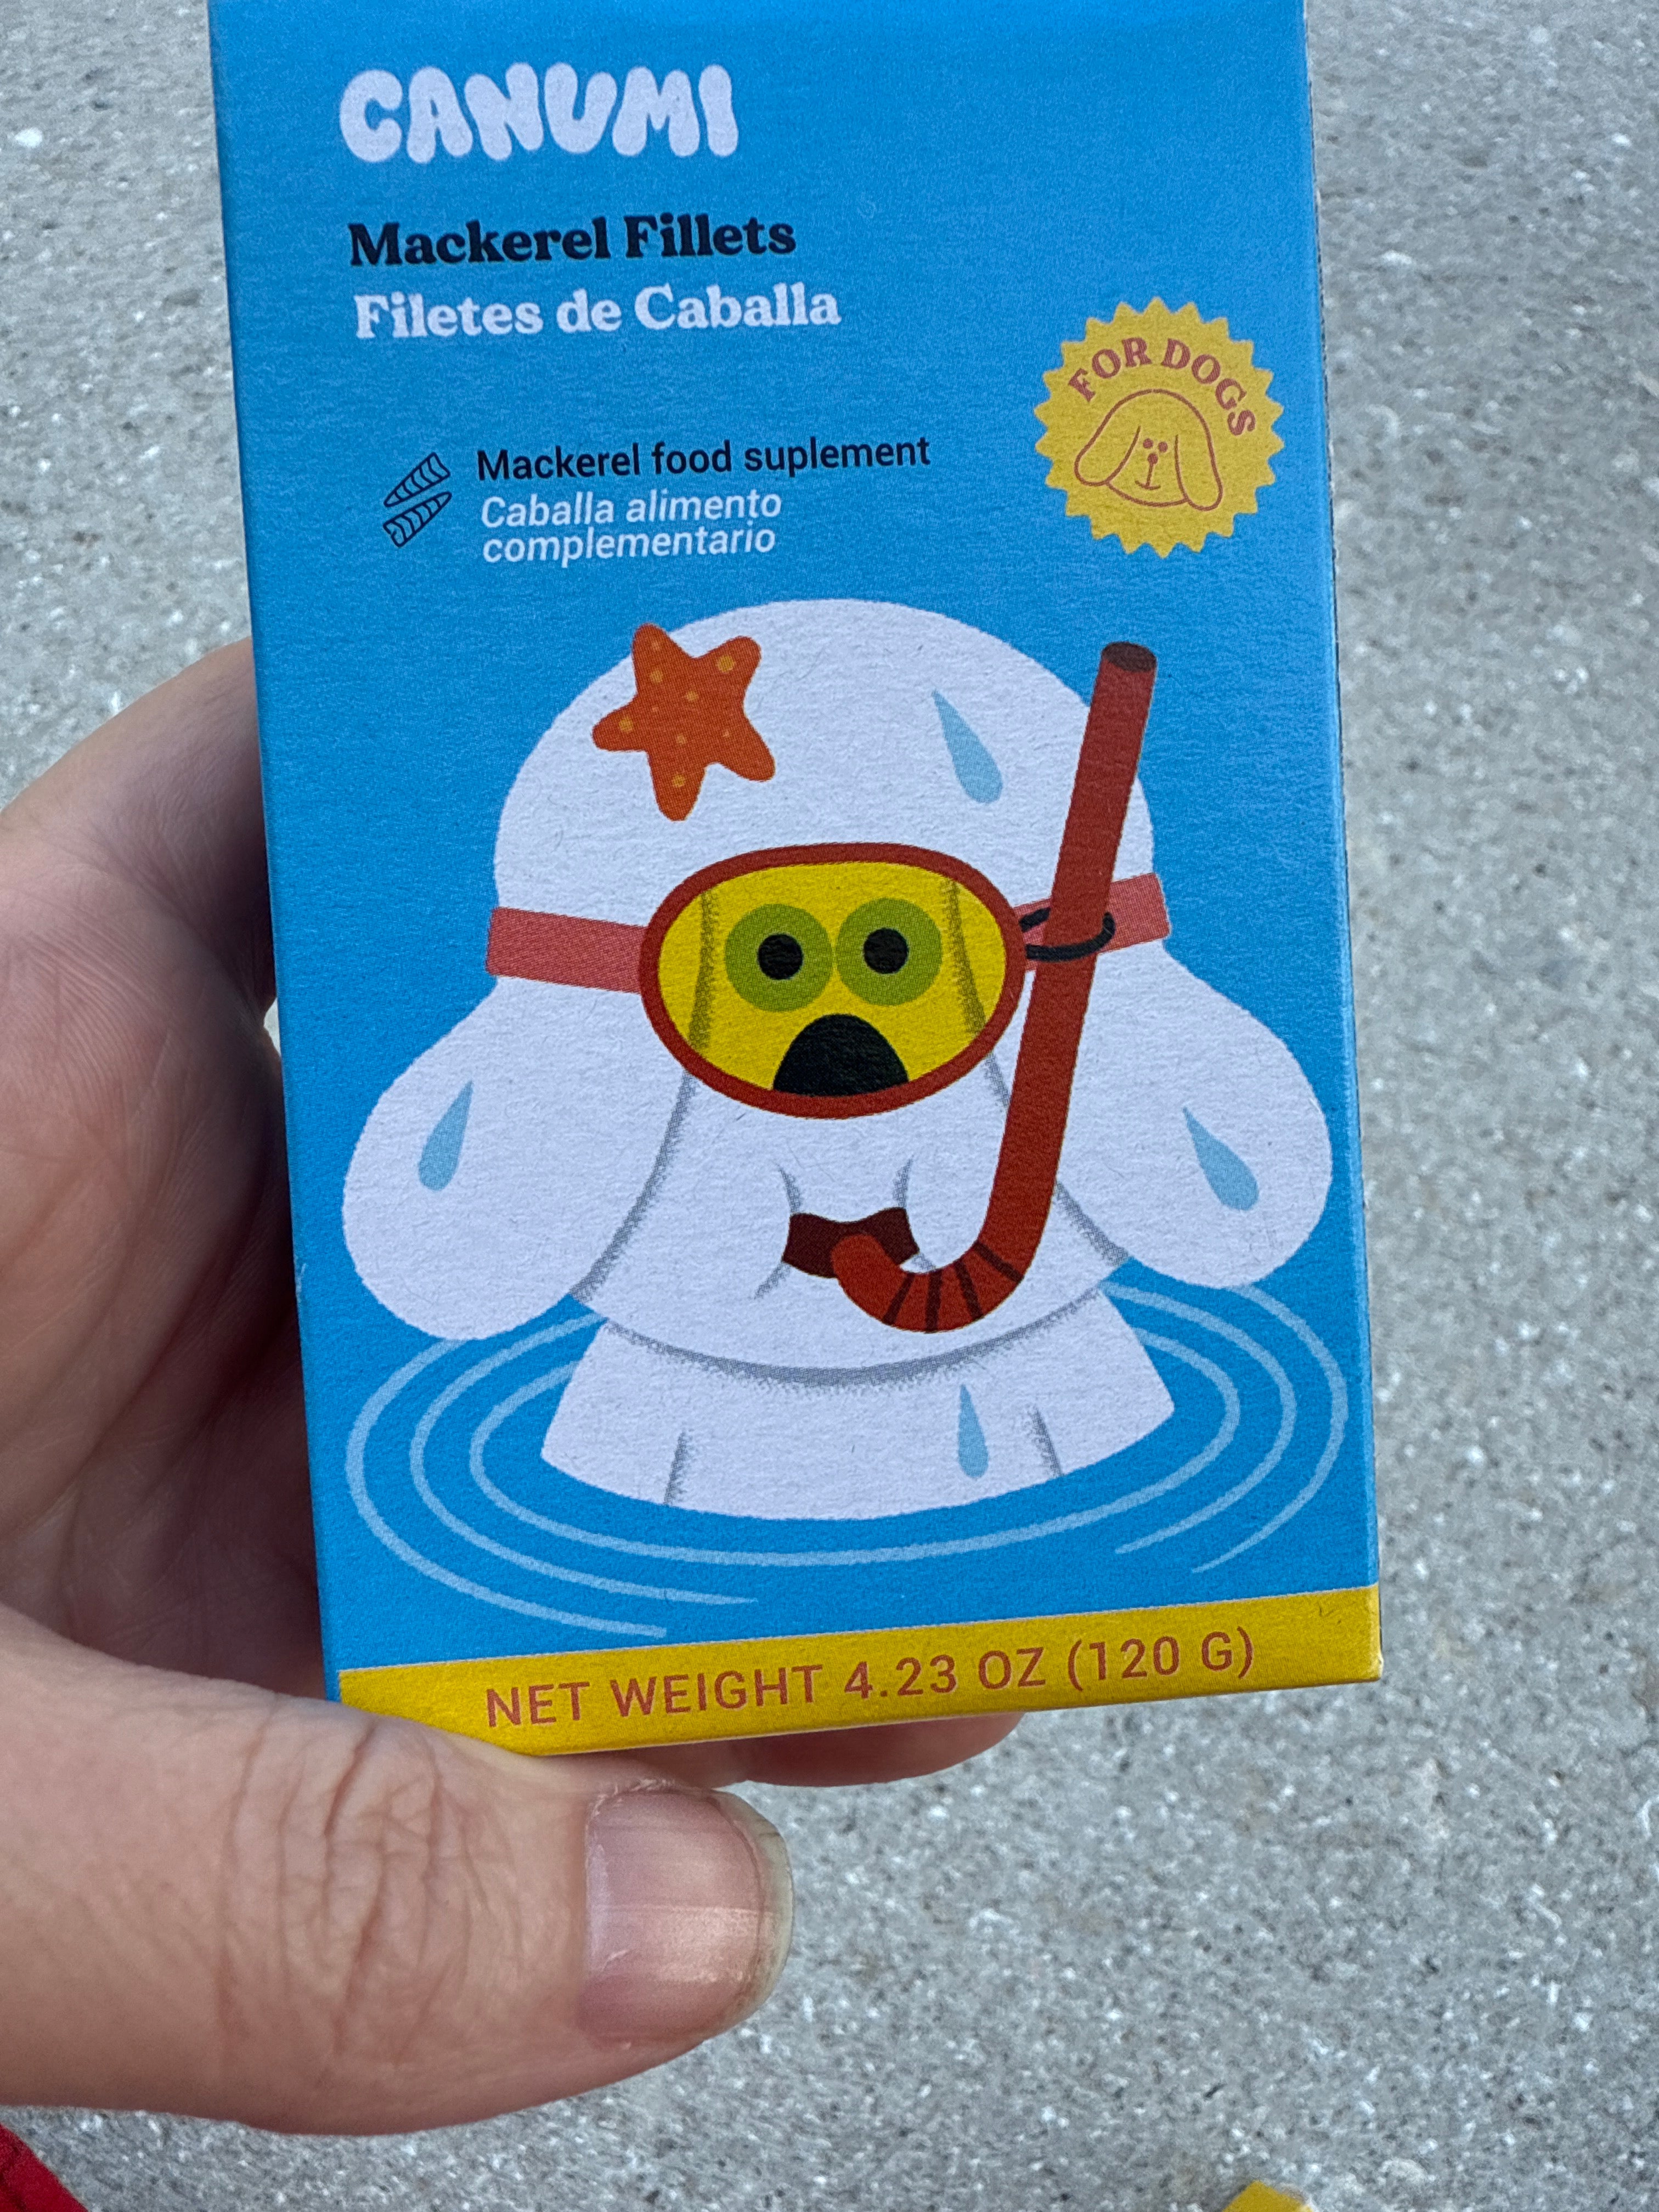 CANUMI
Mackerel Fillets
Filetes de Caballa
FOR DOGS
Mackerel food suplement
Caballa alimento
complementario
NET WEIGHT 4.23 OZ (120 G)